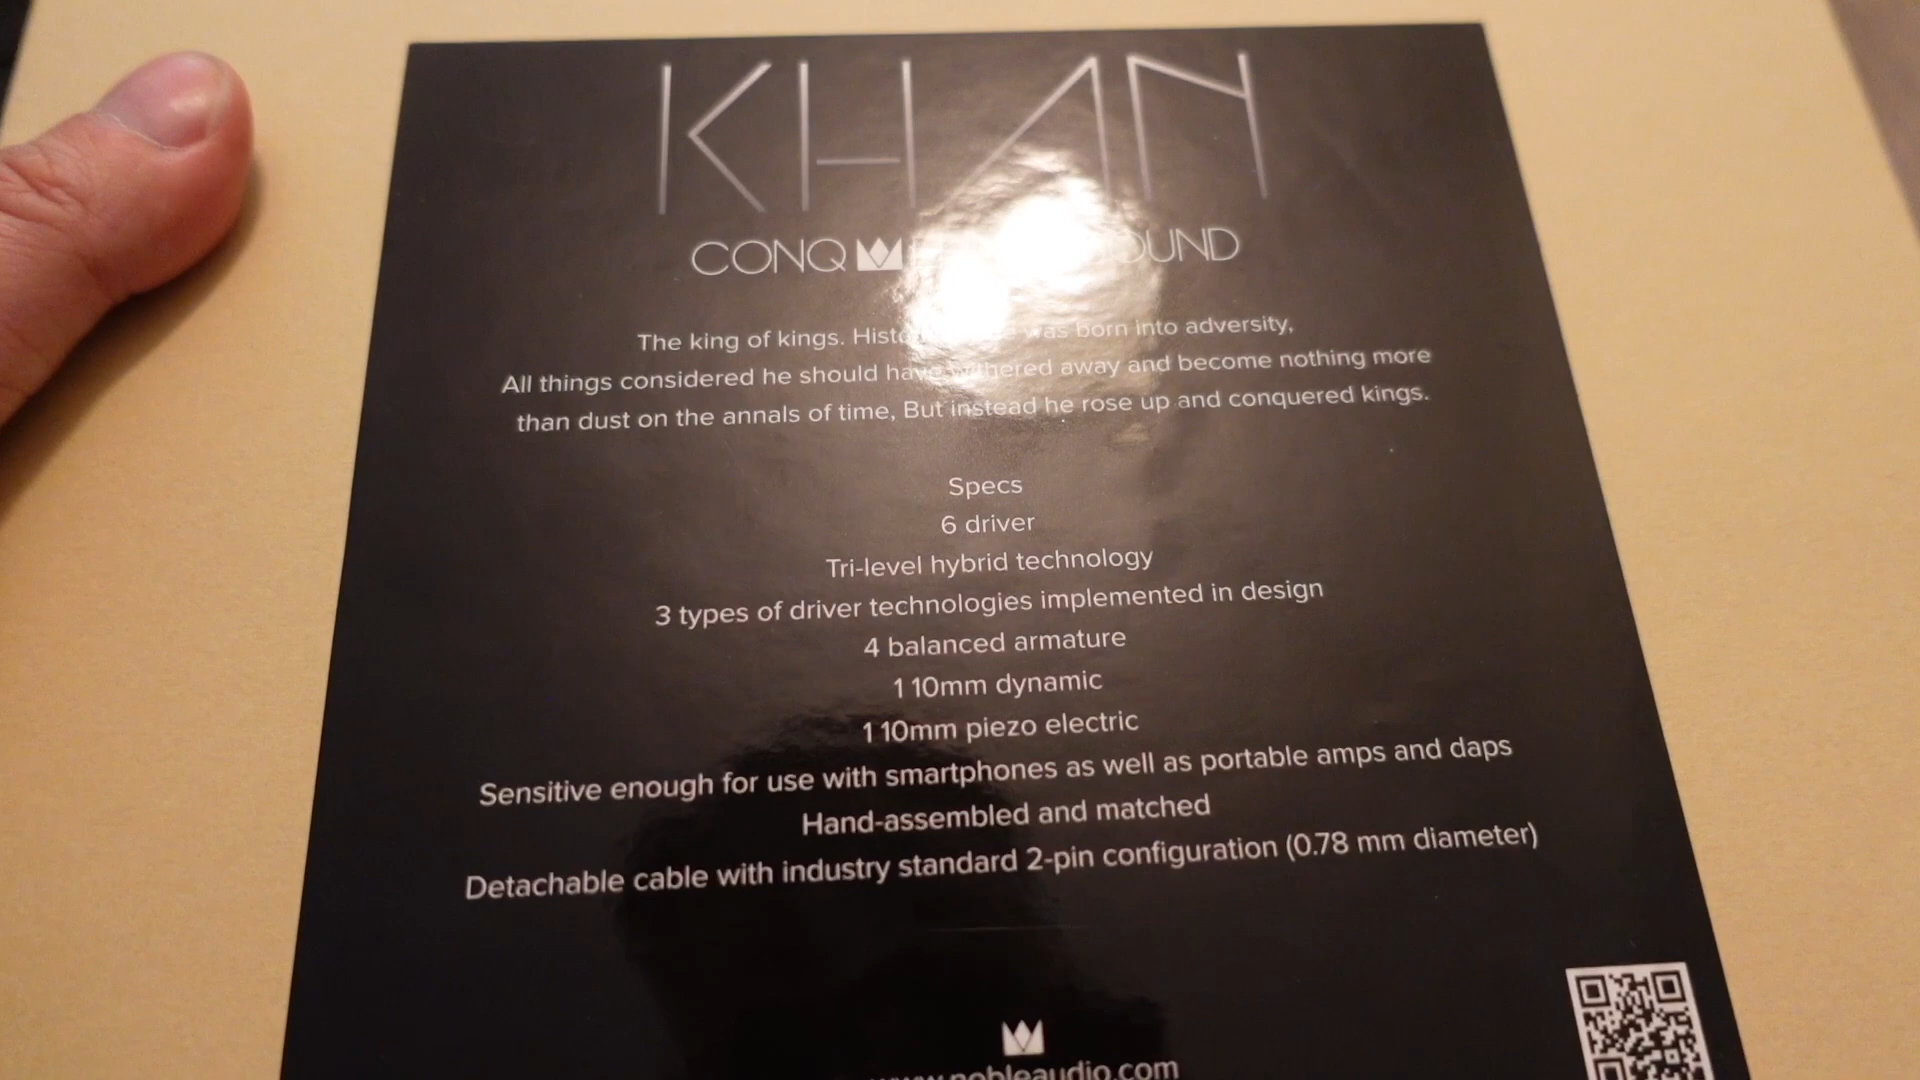 KHAN
CONQ
The king of kings. was born into adversity,
All things considered he should have withered away and become nothing more
than dust on the annals of time, But instead he rose up and conquered kings.
Specs
6 driver
Tri-level hybrid technology
3 types of driver technologies implemented in design
4 balanced armature
1 10mm dynamic
1 10mm piezo electric
Sensitive enough for use with smartphones as well as portable amps and daps
Hand-assembled and matched
Detachable cable with industry standard 2-pin configuration (0.78 mm diameter)
www.nobleaudio.com